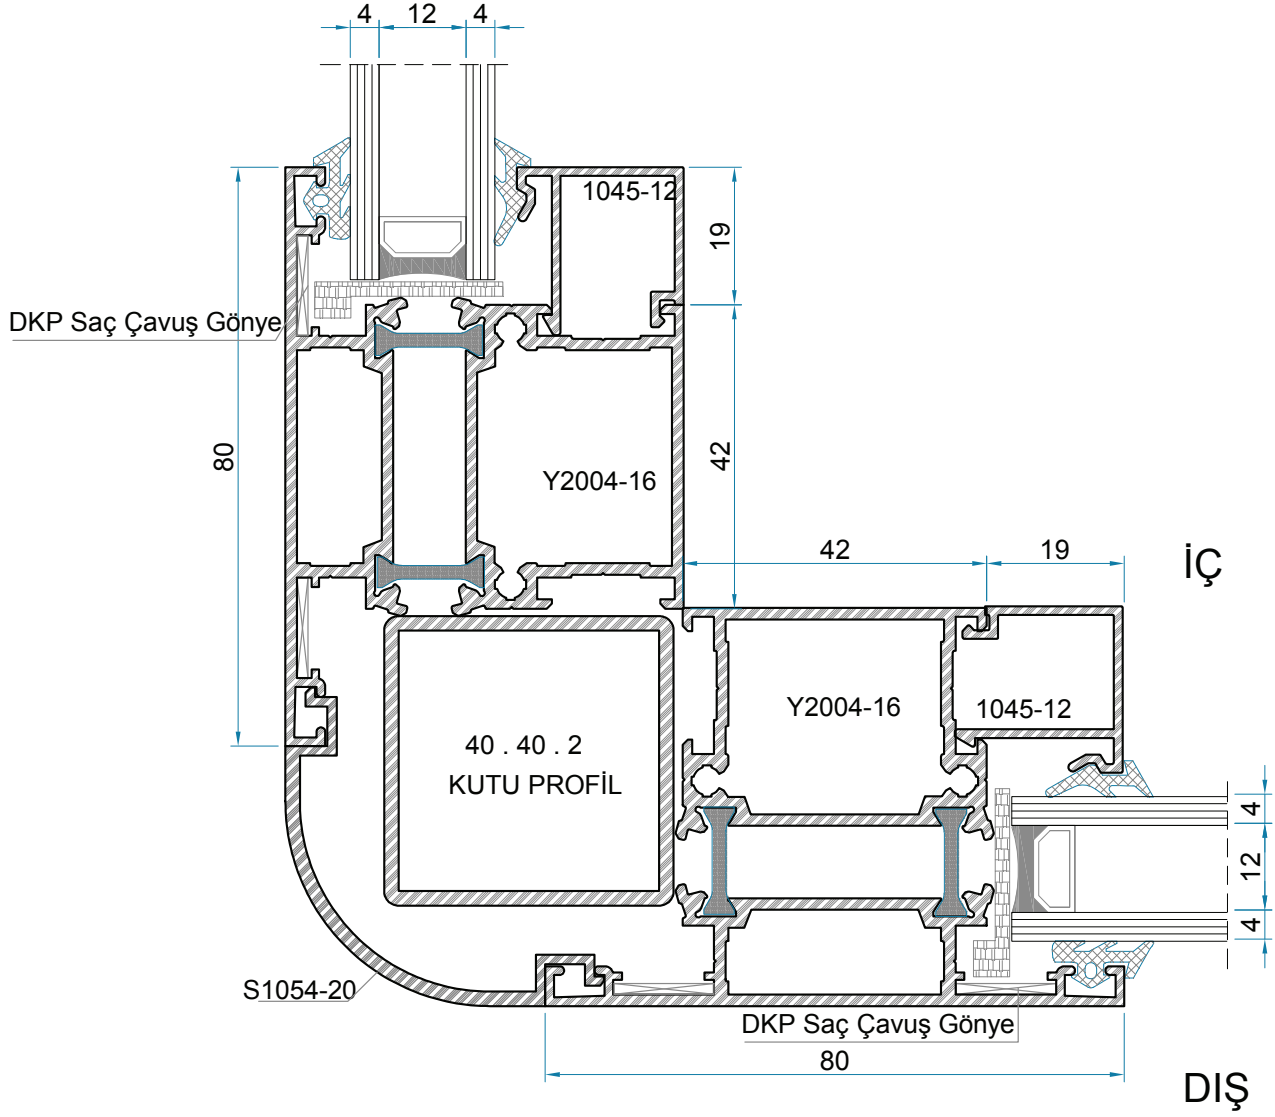 4 12 4
1045-12
19
DKP Saç Çavuş Gönye
80
42
Y2004-16
42 19
İÇ
Y2004-16
1045-12
40 . 40 . 2
KUTU PROFİL
4
12
4
S1054-20
DKP Saç Çavuş Gönye
80
DIŞ